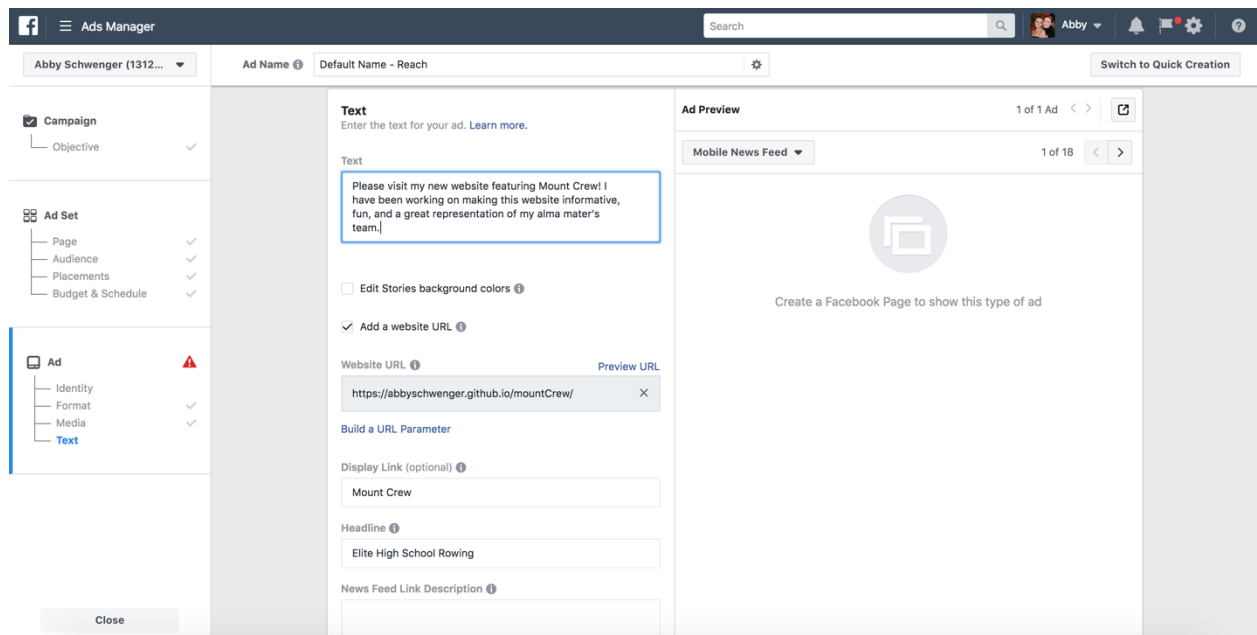 Ads Manager
Search
Abby
Abby Schwenger (1312...
Ad Name
Default Name - Reach
Switch to Quick Creation
Campaign
Objective
Ad Set
Page
Audience
Placements
Budget & Schedule
Ad
Identity
Format
Media
Text
Close
Text
Enter the text for your ad. Learn more.
Text
Please visit my new website featuring Mount Crew! I
have been working on making this website informative,
fun, and a great representation of my alma mater's
team.
Edit Stories background colors
Add a website URL
Website URL
Preview URL
https://abbyschwenger.github.io/mountCrew/
Build a URL Parameter
Display Link (optional)
Mount Crew
Headline
Elite High School Rowing
News Feed Link Description
Ad Preview
1 of 1 Ad
Mobile News Feed
1 of 18
Create a Facebook Page to show this type of ad